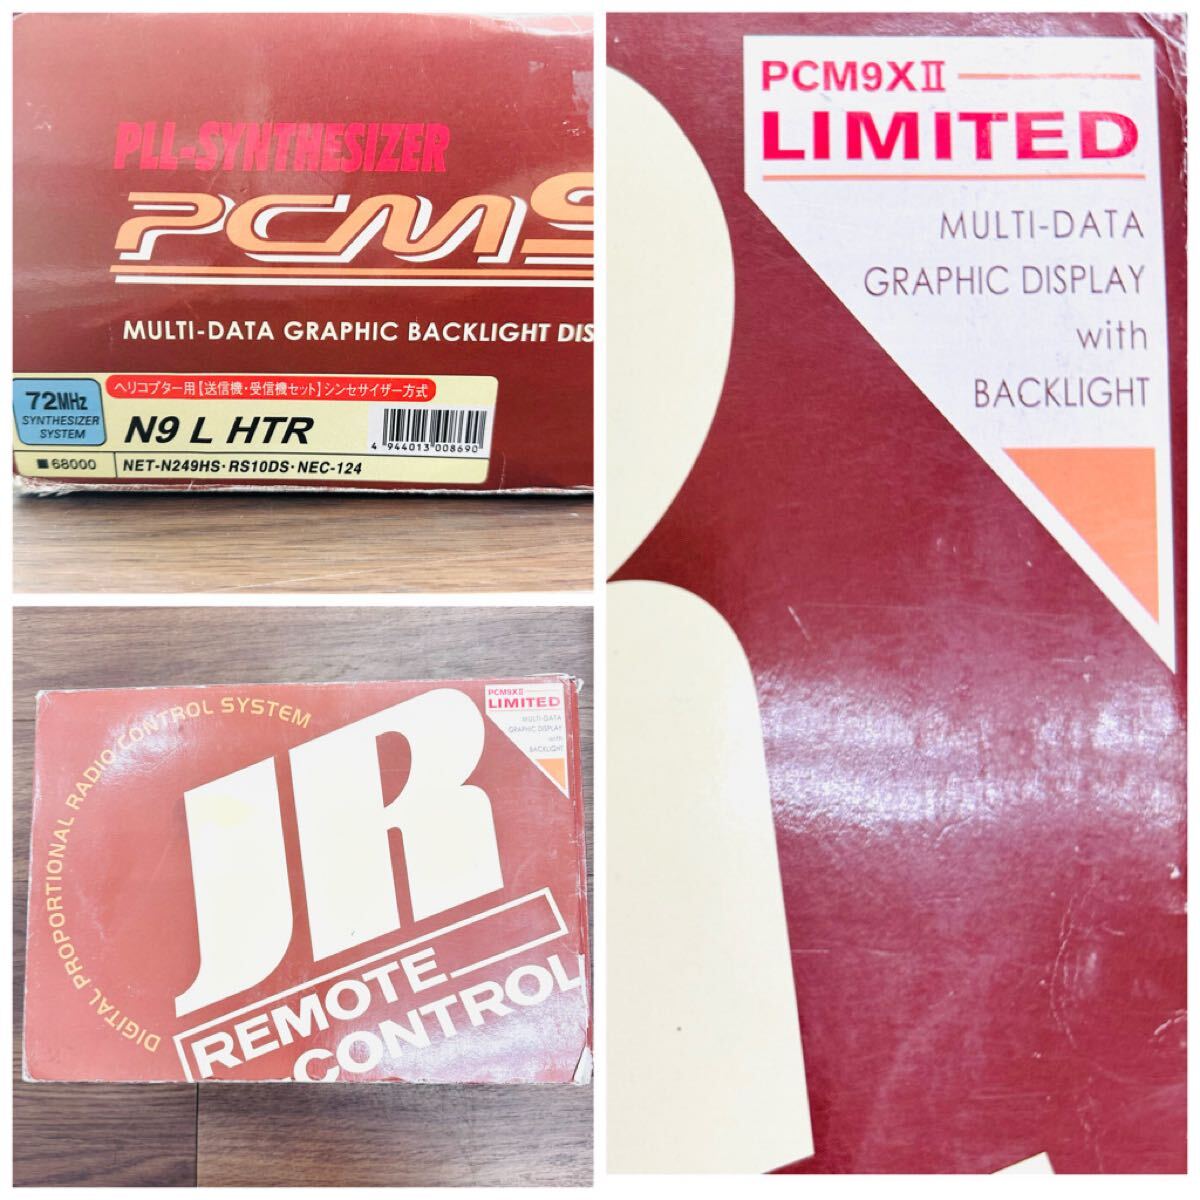 PLL-SYNTHESIZER
PCM9
MULTI-DATA GRAPHIC BACKLIGHT DIS
72MHz
SYNTHESIZER
SYSTEM
ヘリコプター用【送信機・受信機セット】シンセサイザー方式
N9 L HTR
4 944013 008690
■68000
NET-N249HS・RS10DS・NEC-124
PCM9XⅡ
LIMITED
MULTI-DATA
GRAPHIC DISPLAY
with
BACKLIGHT
DIGITAL PROPORTIONAL RADIO CONTROL SYSTEM
PCM9XⅡ
LIMITED
MULTI-DATA
GRAPHIC DISPLAY
with
BACKLIGHT
JR
REMOTE
CONTROL